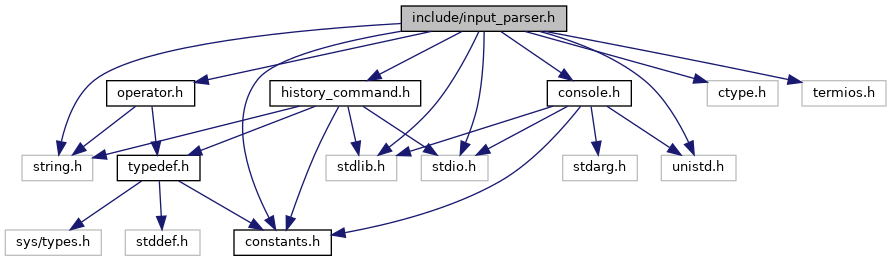 include/input_parser.h
operator.h
history_command.h
console.h
ctype.h
termios.h
string.h
typedef.h
stdlib.h
stdio.h
stdarg.h
unistd.h
sys/types.h
stddef.h
constants.h